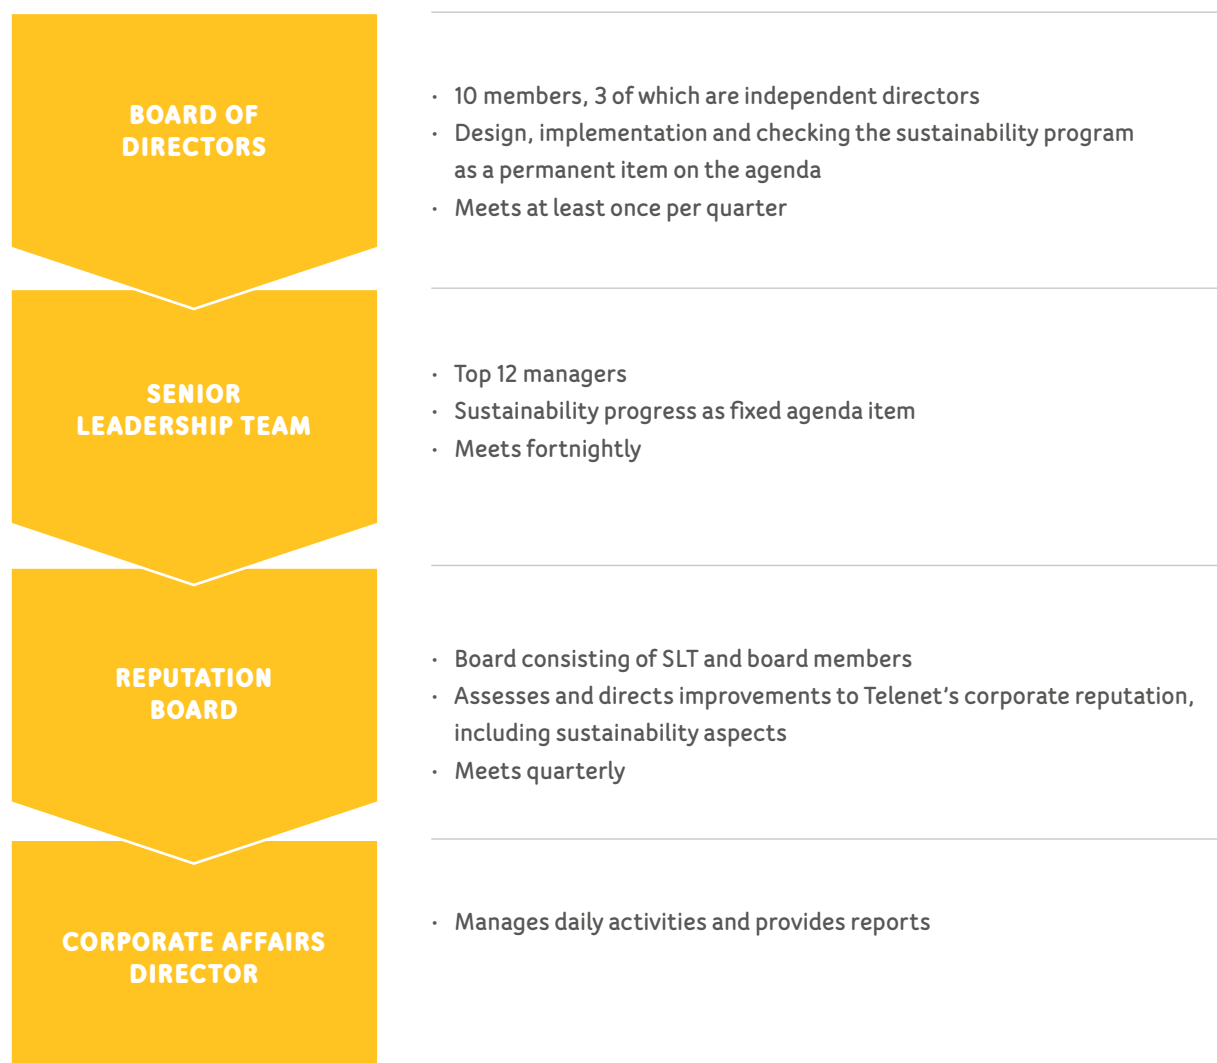 BOARD OF
DIRECTORS
· 10 members, 3 of which are independent directors
· Design, implementation and checking the sustainability program
as a permanent item on the agenda
· Meets at least once per quarter
SENIOR
LEADERSHIP TEAM
· Top 12 managers
· Sustainability progress as fixed agenda item
· Meets fortnightly
REPUTATION
BOARD
· Board consisting of SLT and board members
· Assesses and directs improvements to Telenet's corporate reputation,
including sustainability aspects
· Meets quarterly
CORPORATE AFFAIRS
DIRECTOR
· Manages daily activities and provides reports